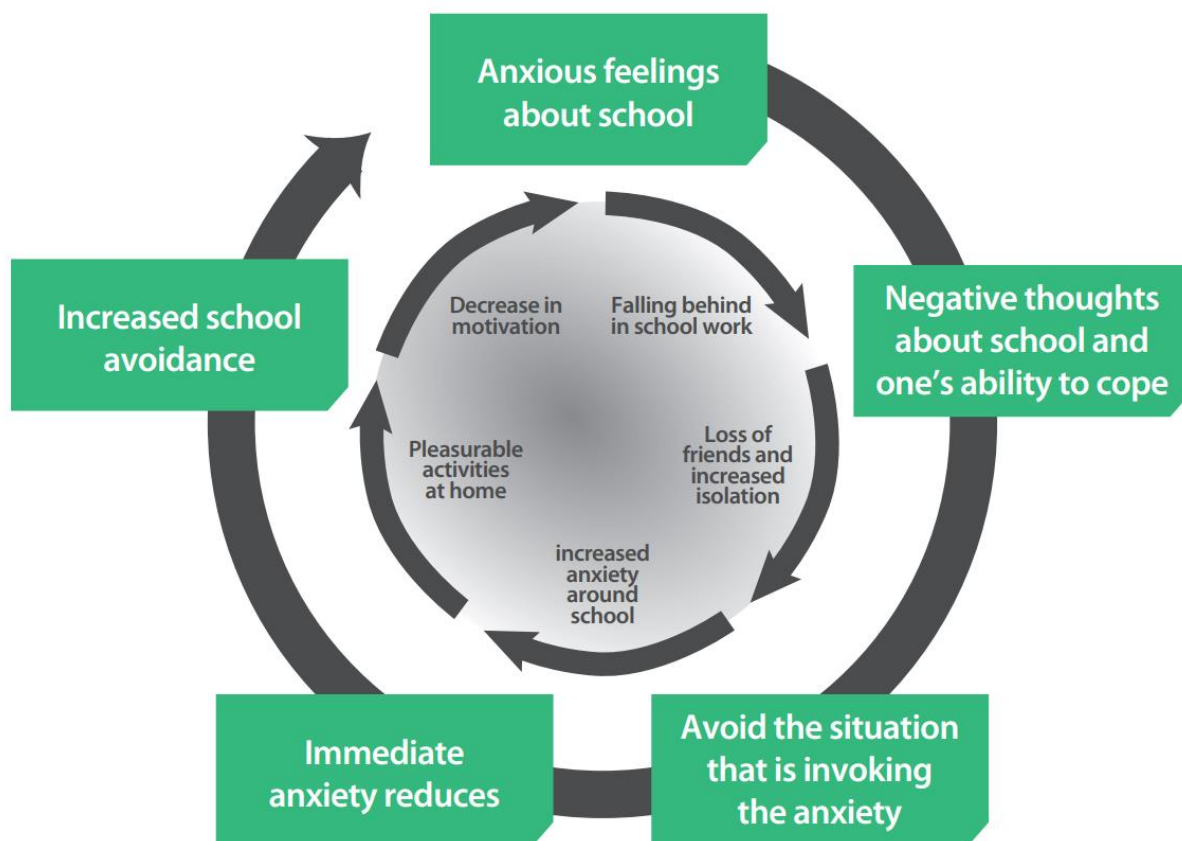 Anxious feelings
about school
Negative thoughts
about school and
one's ability to cope
Avoid the situation
that is invoking
the anxiety
Immediate
anxiety reduces
Increased school
avoidance
Falling behind
in school work
Loss of
friends and
increased
isolation
increased
anxiety
around
school
Pleasurable
activities
at home
Decrease in
motivation